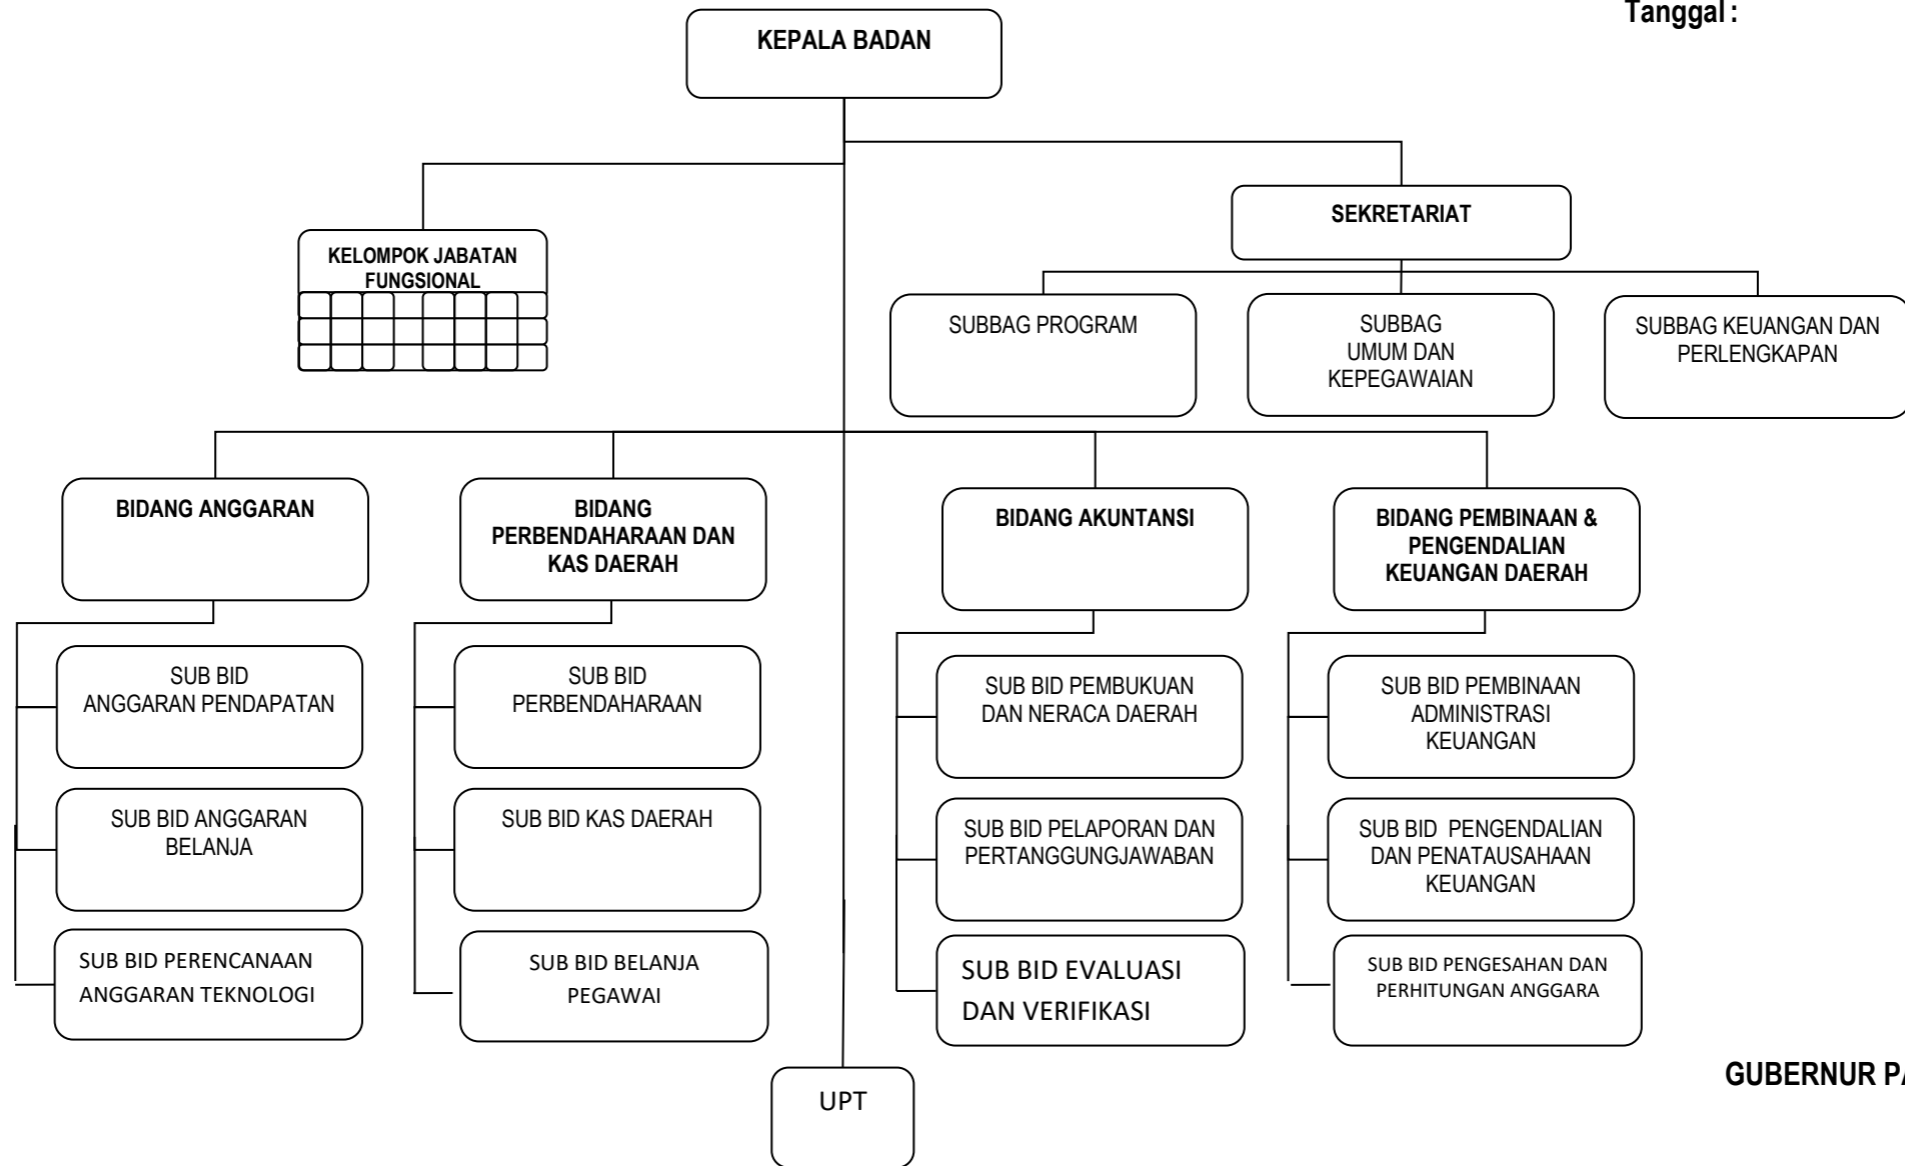 Tanggal :
KEPALA BADAN
SEKRETARIAT
KELOMPOK JABATAN
FUNGSIONAL
SUBBAG PROGRAM
SUBBAG
UMUM DAN
KEPEGAWAIAN
SUBBAG KEUANGAN DAN
PERLENGKAPAN
BIDANG ANGGARAN
BIDANG
PERBENDAHARAAN DAN
KAS DAERAH
BIDANG AKUNTANSI
BIDANG PEMBINAAN &
PENGENDALIAN
KEUANGAN DAERAH
SUB BID
ANGGARAN PENDAPATAN
SUB BID
PERBENDAHARAAN
SUB BID PEMBUKUAN
DAN NERACA DAERAH
SUB BID PEMBINAAN
ADMINISTRASI
KEUANGAN
SUB BID ANGGARAN
BELANJA
SUB BID KAS DAERAH
SUB BID PELAPORAN DAN
PERTANGGUNGJAWABAN
SUB BID PENGENDALIAN
DAN PENATAUSAHAAN
KEUANGAN
SUB BID PERENCANAAN
ANGGARAN TEKNOLOGI
SUB BID BELANJA
PEGAWAI
SUB BID EVALUASI
DAN VERIFIKASI
SUB BID PENGESAHAN DAN
PERHITUNGAN ANGGARA
GUBERNUR
UPT